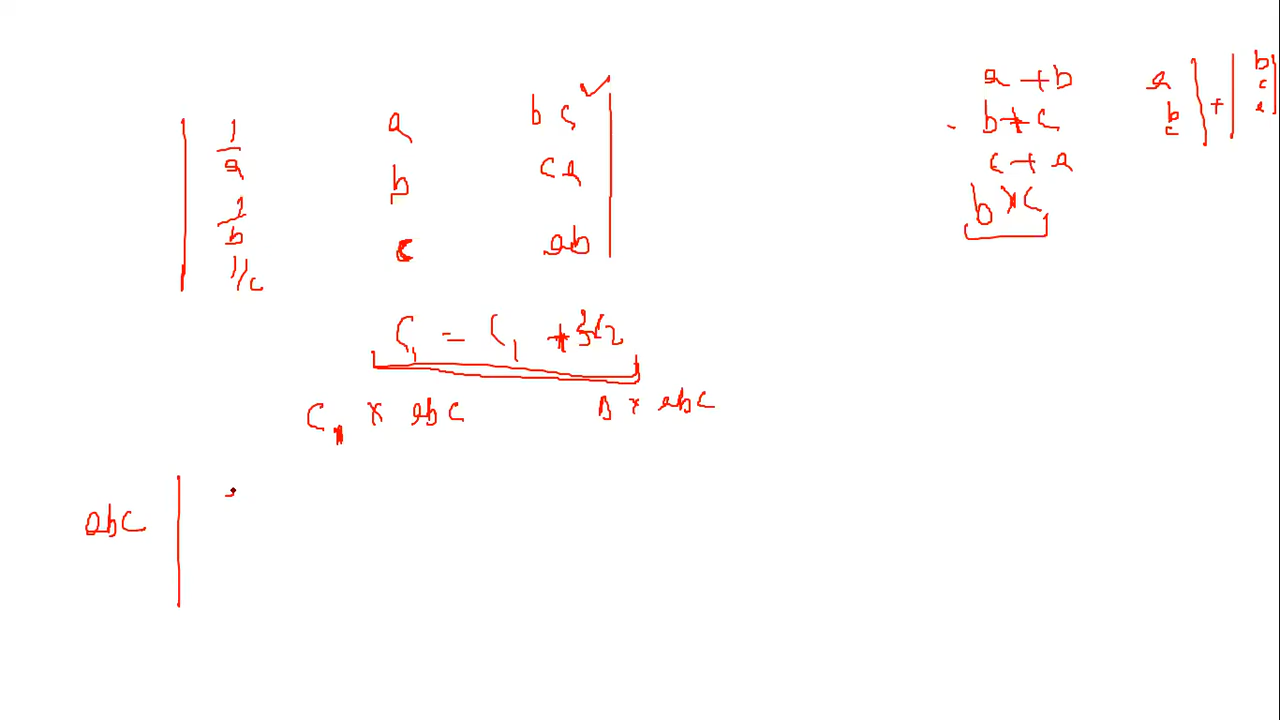 1/a a bc ✓
1/b b ca
1/c c ab
C₁ = C₁ +
C₁ × abc Δ × abc
abc
a + b
b + c
c + a
b × c
a | + | b
b c
c a